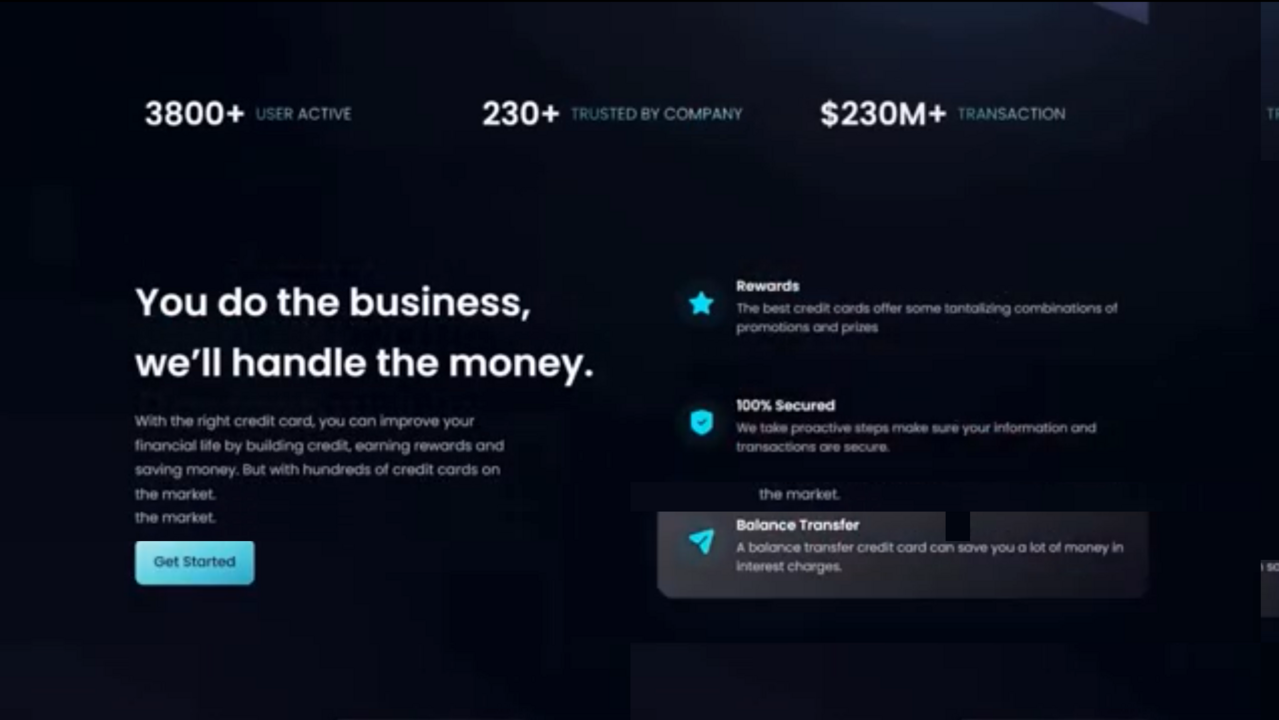 3800+ USER ACTIVE 230+ TRUSTED BY COMPANY $230M+ TRANSACTION
You do the business,
we’ll handle the money.
With the right credit card, you can improve your
financial life by building credit, earning rewards and
saving money. But with hundreds of credit cards on
the market.
the market.
Get Started
Rewards
The best credit cards offer some tantalizing combinations of
promotions and prizes
100% Secured
We take proactive steps make sure your information and
transactions are secure.
the market.
Balance Transfer
A balance transfer credit card can save you a lot of money in
interest charges.